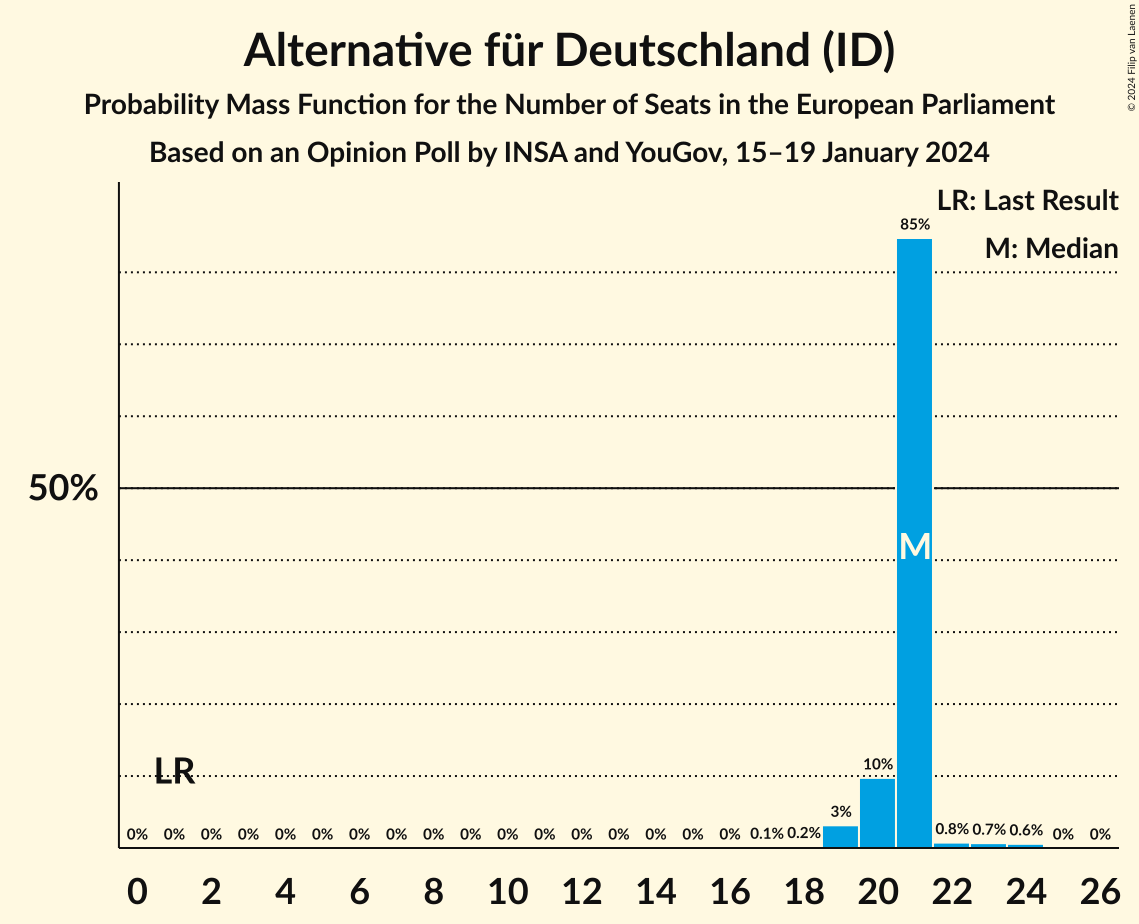 Alternative für Deutschland (ID)
Probability Mass Function for the Number of Seats in the European Parliament
Based on an Opinion Poll by INSA and YouGov, 15–19 January 2024
© 2024 Filip van Laenen
LR: Last Result
M: Median
85%
50%
M
LR
10%
3%
0% 0% 0% 0% 0% 0% 0% 0% 0% 0% 0% 0% 0% 0% 0% 0% 0% 0.1% 0.2% 0.8% 0.7% 0.6% 0% 0%
0 2 4 6 8 10 12 14 16 18 20 22 24 26